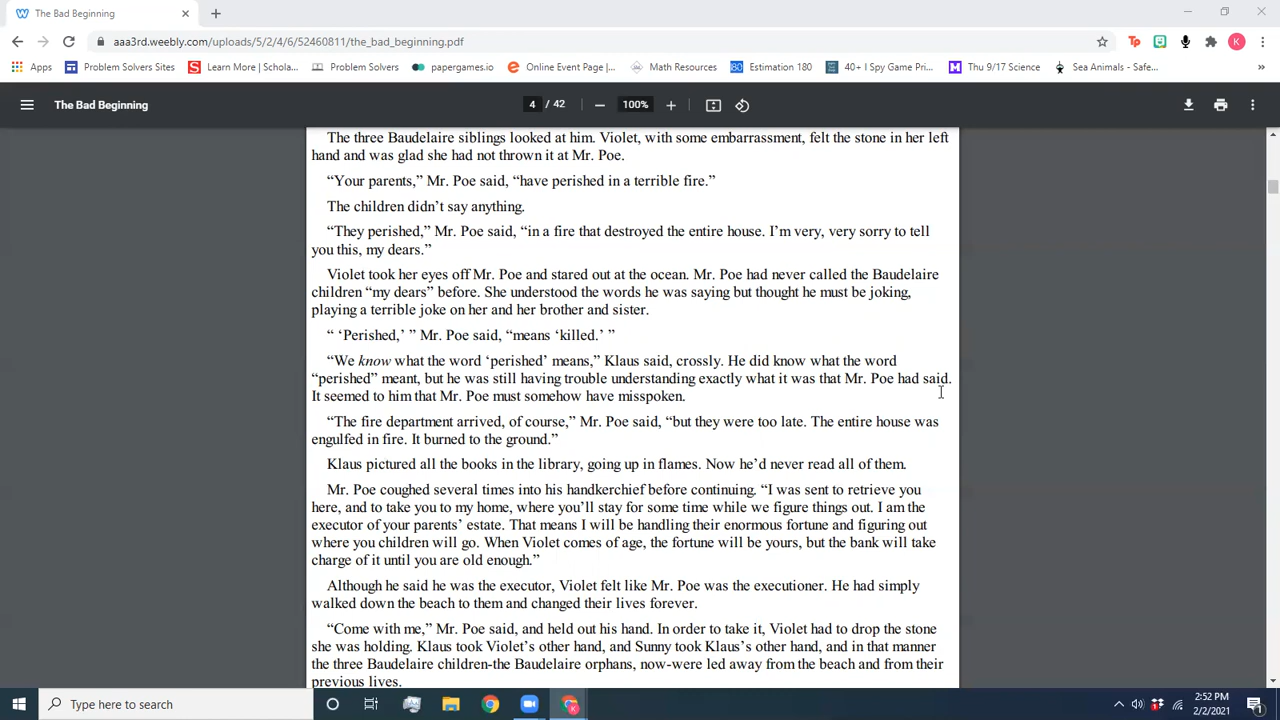 The Bad Beginning
aaa3rd.weebly.com/uploads/5/2/4/6/52460811/the_bad_beginning.pdf
Apps Problem Solvers Sites Learn More | Schola... Problem Solvers papergames.io Online Event Page |... Math Resources Estimation 180 40+ I Spy Game Pri... Thu 9/17 Science Sea Animals - Safe... »
The Bad Beginning 4 / 42 100%
The three Baudelaire siblings looked at him. Violet, with some embarrassment, felt the stone in her left
hand and was glad she had not thrown it at Mr. Poe.
“Your parents,” Mr. Poe said, “have perished in a terrible fire.”
The children didn’t say anything.
“They perished,” Mr. Poe said, “in a fire that destroyed the entire house. I’m very, very sorry to tell
you this, my dears.”
Violet took her eyes off Mr. Poe and stared out at the ocean. Mr. Poe had never called the Baudelaire
children “my dears” before. She understood the words he was saying but thought he must be joking,
playing a terrible joke on her and her brother and sister.
“ ‘Perished,’ ” Mr. Poe said, “means ‘killed.’ ”
“We know what the word ‘perished’ means,” Klaus said, crossly. He did know what the word
“perished” meant, but he was still having trouble understanding exactly what it was that Mr. Poe had said.
It seemed to him that Mr. Poe must somehow have misspoken.
“The fire department arrived, of course,” Mr. Poe said, “but they were too late. The entire house was
engulfed in fire. It burned to the ground.”
Klaus pictured all the books in the library, going up in flames. Now he’d never read all of them.
Mr. Poe coughed several times into his handkerchief before continuing. “I was sent to retrieve you
here, and to take you to my home, where you’ll stay for some time while we figure things out. I am the
executor of your parents’ estate. That means I will be handling their enormous fortune and figuring out
where you children will go. When Violet comes of age, the fortune will be yours, but the bank will take
charge of it until you are old enough.”
Although he said he was the executor, Violet felt like Mr. Poe was the executioner. He had simply
walked down the beach to them and changed their lives forever.
“Come with me,” Mr. Poe said, and held out his hand. In order to take it, Violet had to drop the stone
she was holding. Klaus took Violet’s other hand, and Sunny took Klaus’s other hand, and in that manner
the three Baudelaire children-the Baudelaire orphans, now-were led away from the beach and from their
previous lives.
Type here to search
2:52 PM
2/2/2021